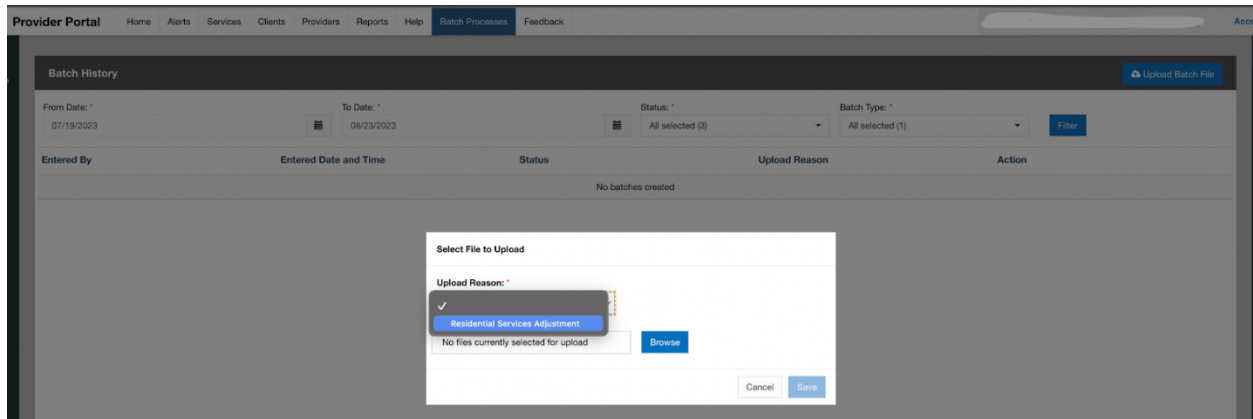 Provider Portal Home Alerts Services Clients Providers Reports Help Batch Processes Feedback
Batch History Upload Batch File
From Date: * To Date: * Status: * Batch Type: *
07/19/2023 08/23/2023 All selected (3) All selected (1) Filter
Entered By Entered Date and Time Status Upload Reason Action
No batches created
Select File to Upload
Upload Reason: *
Residential Services Adjustment
No files currently selected for upload Browse
Cancel Save